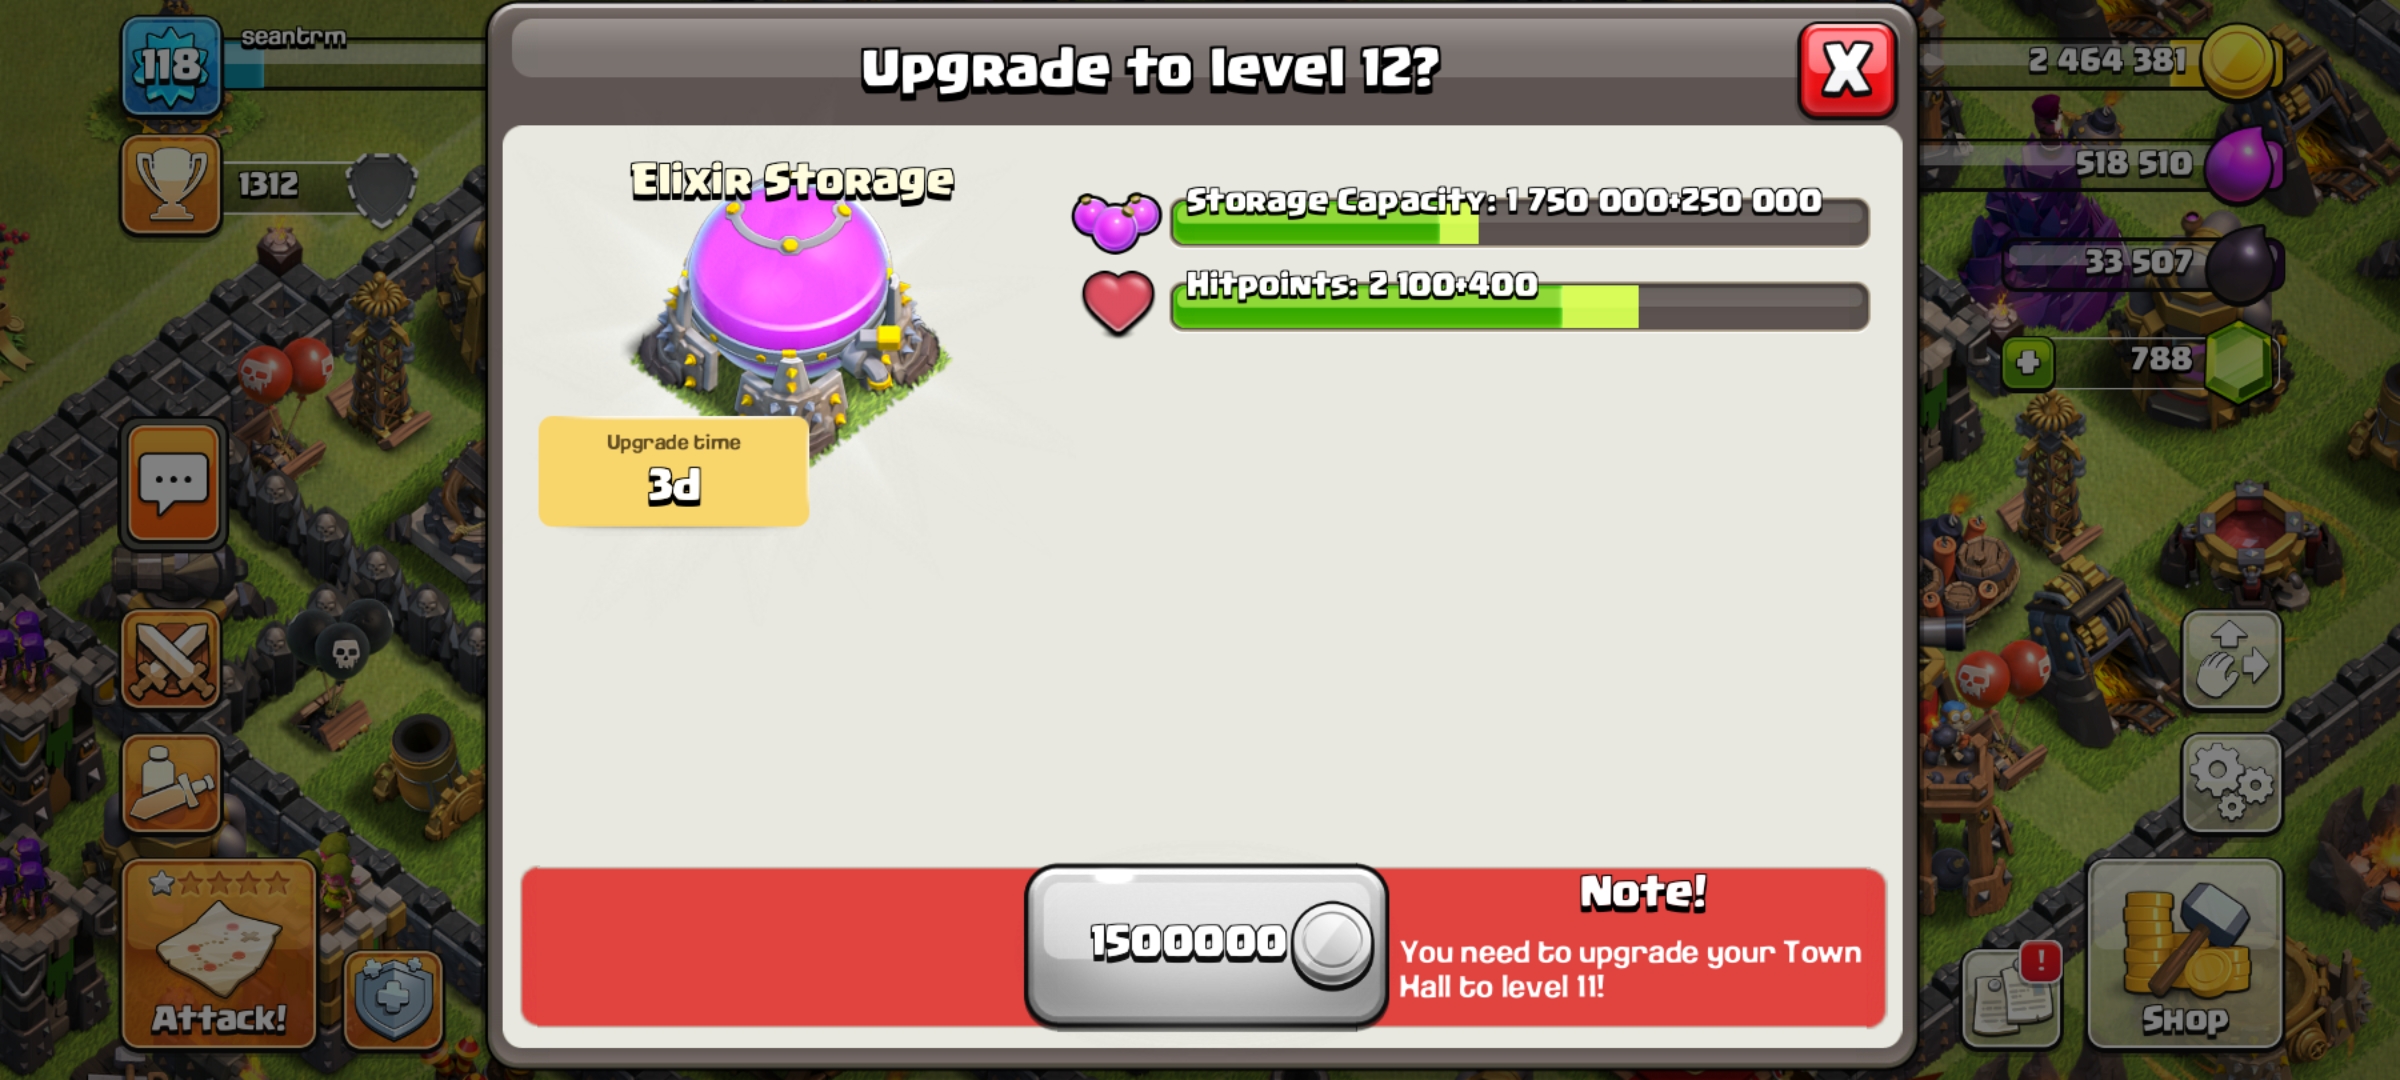 118
seantrm
1312
Upgrade to level 12?
X
2 464 381
518 510
33 507
788
Elixir Storage
Storage Capacity: 1 750 000+250 000
Hitpoints: 2 100+400
Upgrade time
3d
1500000
Note!
You need to upgrade your Town
Hall to level 11!
Attack!
!
Shop